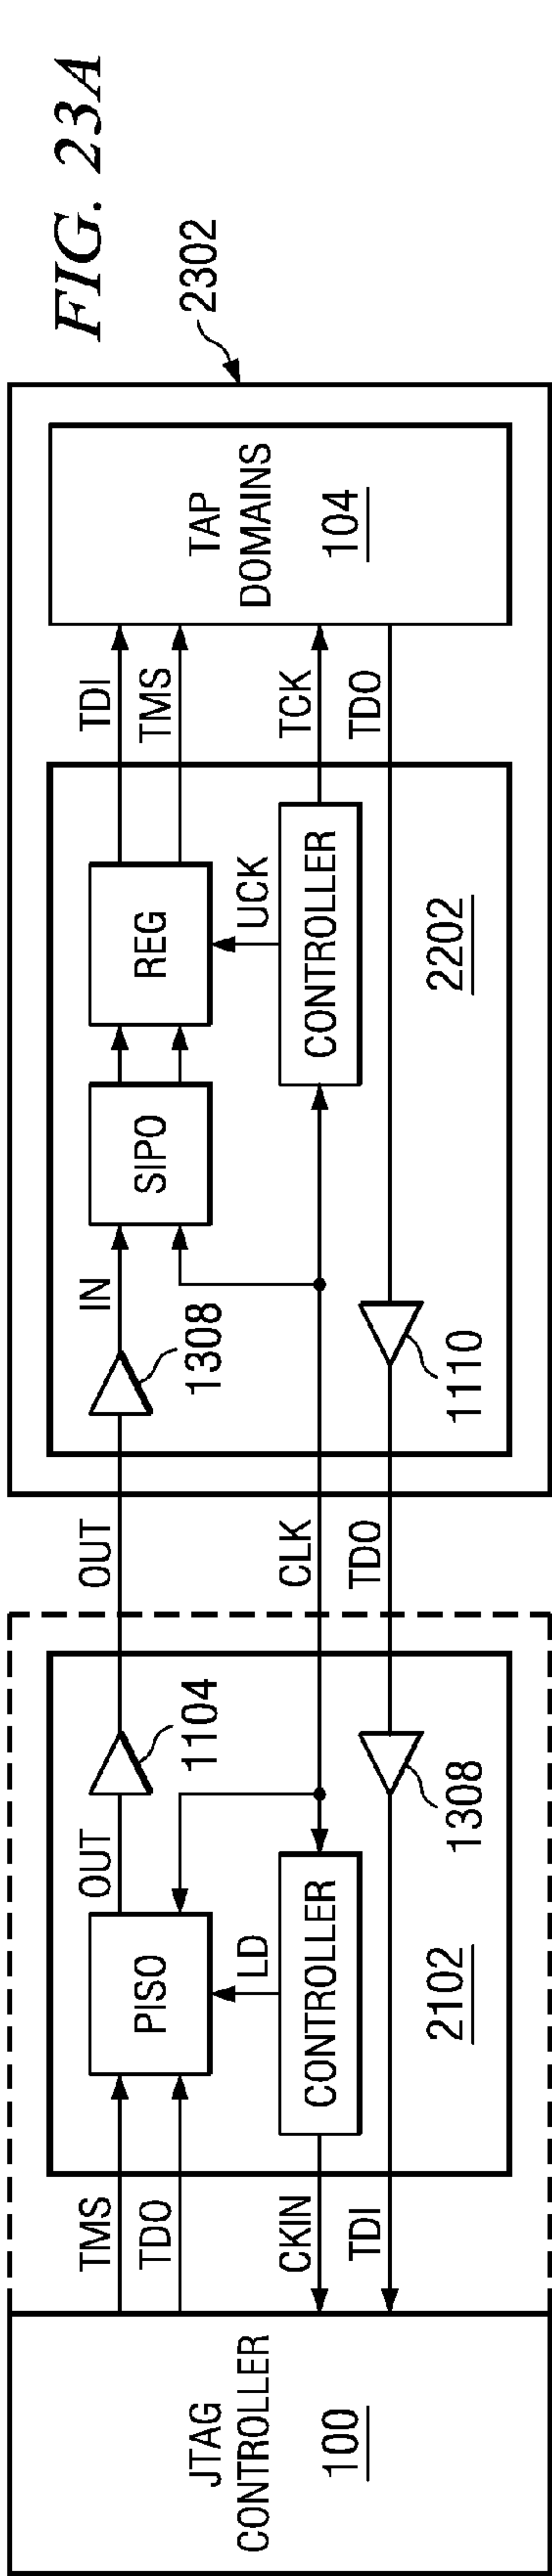 FIG. 23A
2302
JTAG
CONTROLLER
100
TMS
TDO
CKIN
TDI
PISO
OUT
1104
LD
CONTROLLER
1308
2102
OUT
CLK
TDO
1308
IN
SIPO
REG
UCK
CONTROLLER
1110
2202
TDI
TMS
TCK
TDO
TAP
DOMAINS
104